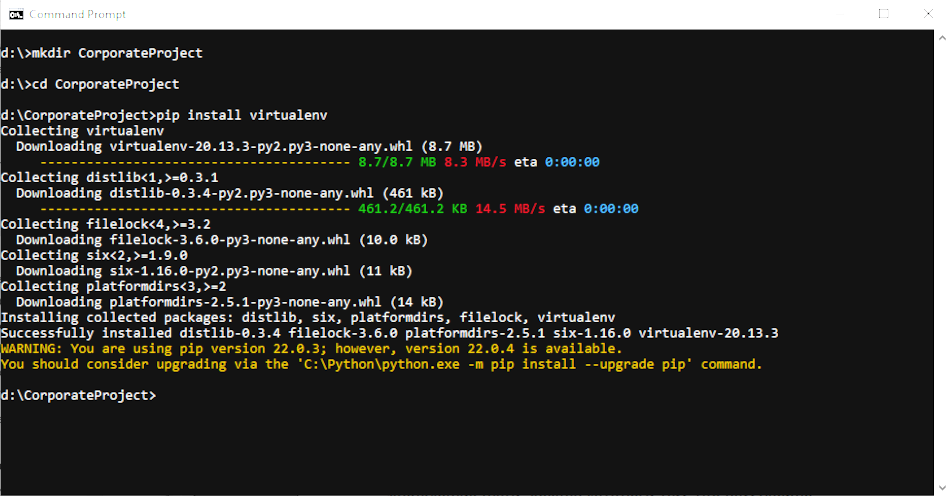 Command Prompt
d:\>mkdir CorporateProject
d:\>cd CorporateProject
d:\CorporateProject>pip install virtualenv
Collecting virtualenv
  Downloading virtualenv-20.13.3-py2.py3-none-any.whl (8.7 MB)
     ---------------------------------------- 8.7/8.7 MB 8.3 MB/s eta 0:00:00
Collecting distlib<1,>=0.3.1
  Downloading distlib-0.3.4-py2.py3-none-any.whl (461 kB)
     ---------------------------------------- 461.2/461.2 KB 14.5 MB/s eta 0:00:00
Collecting filelock<4,>=3.2
  Downloading filelock-3.6.0-py3-none-any.whl (10.0 kB)
Collecting six<2,>=1.9.0
  Downloading six-1.16.0-py2.py3-none-any.whl (11 kB)
Collecting platformdirs<3,>=2
  Downloading platformdirs-2.5.1-py3-none-any.whl (14 kB)
Installing collected packages: distlib, six, platformdirs, filelock, virtualenv
Successfully installed distlib-0.3.4 filelock-3.6.0 platformdirs-2.5.1 six-1.16.0 virtualenv-20.13.3
WARNING: You are using pip version 22.0.3; however, version 22.0.4 is available.
You should consider upgrading via the 'C:\Python\python.exe -m pip install --upgrade pip' command.
d:\CorporateProject>